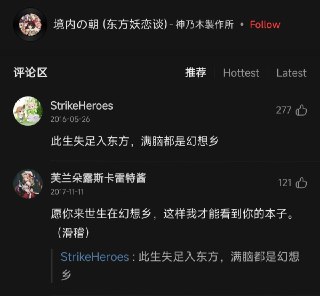 境内の朝 (东方妖恋谈) - 神乃木製作所 • Follow
评论区 推荐 Hottest Latest
StrikeHeroes 277
2016-05-26
此生失足入东方，满脑都是幻想乡
芙兰朵露斯卡雷特酱 121
2017-11-11
愿你来世生在幻想乡，这样我才能看到你的本子。
（滑稽）
StrikeHeroes : 此生失足入东方，满脑都是幻想
乡